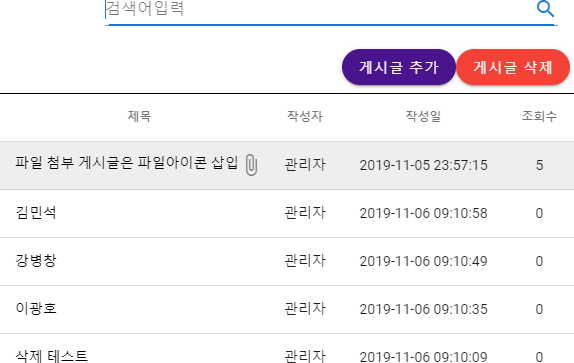 검색어입력
게시글 추가 게시글 삭제
제목 작성자 작성일 조회수
파일 첨부 게시글은 파일아이콘 삽입 관리자 2019-11-05 23:57:15 5
김민석 관리자 2019-11-06 09:10:58 0
강병창 관리자 2019-11-06 09:10:49 0
이광호 관리자 2019-11-06 09:10:35 0
삭제 테스트 관리자 2019-11-06 09:10:09 0